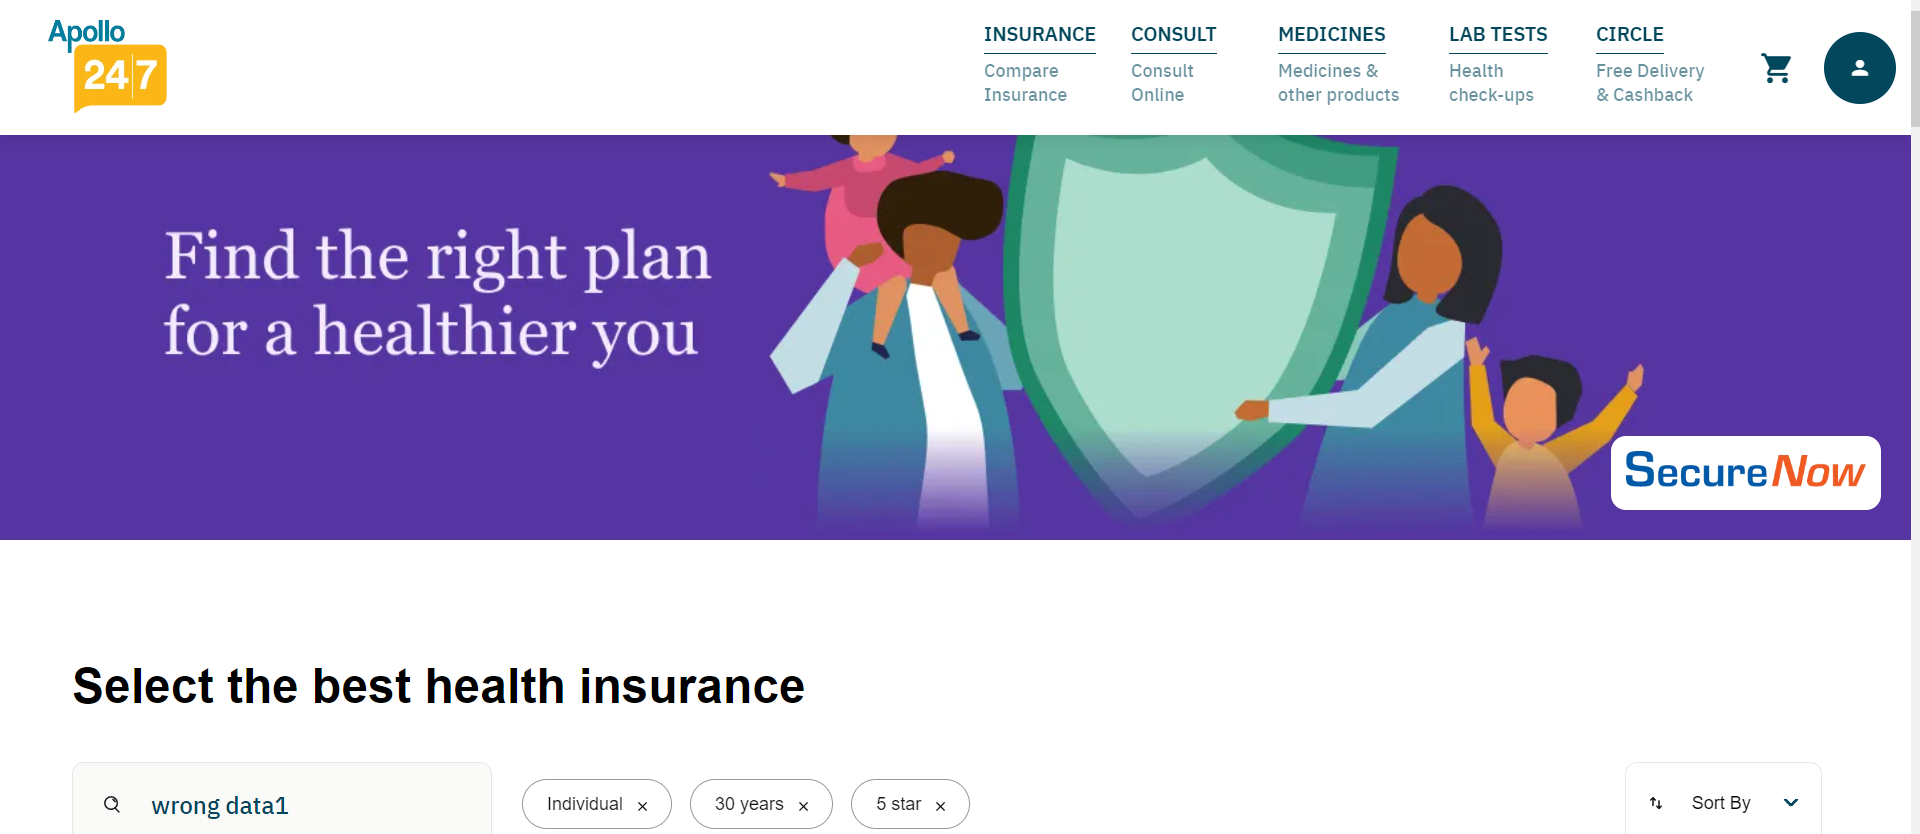 Apollo
24|7
INSURANCE
Compare
Insurance
CONSULT
Consult
Online
MEDICINES
Medicines &
other products
LAB TESTS
Health
check-ups
CIRCLE
Free Delivery
& Cashback
Find the right plan
for a healthier you
SecureNow
Select the best health insurance
wrong data1
Individual ×
30 years ×
5 star ×
Sort By